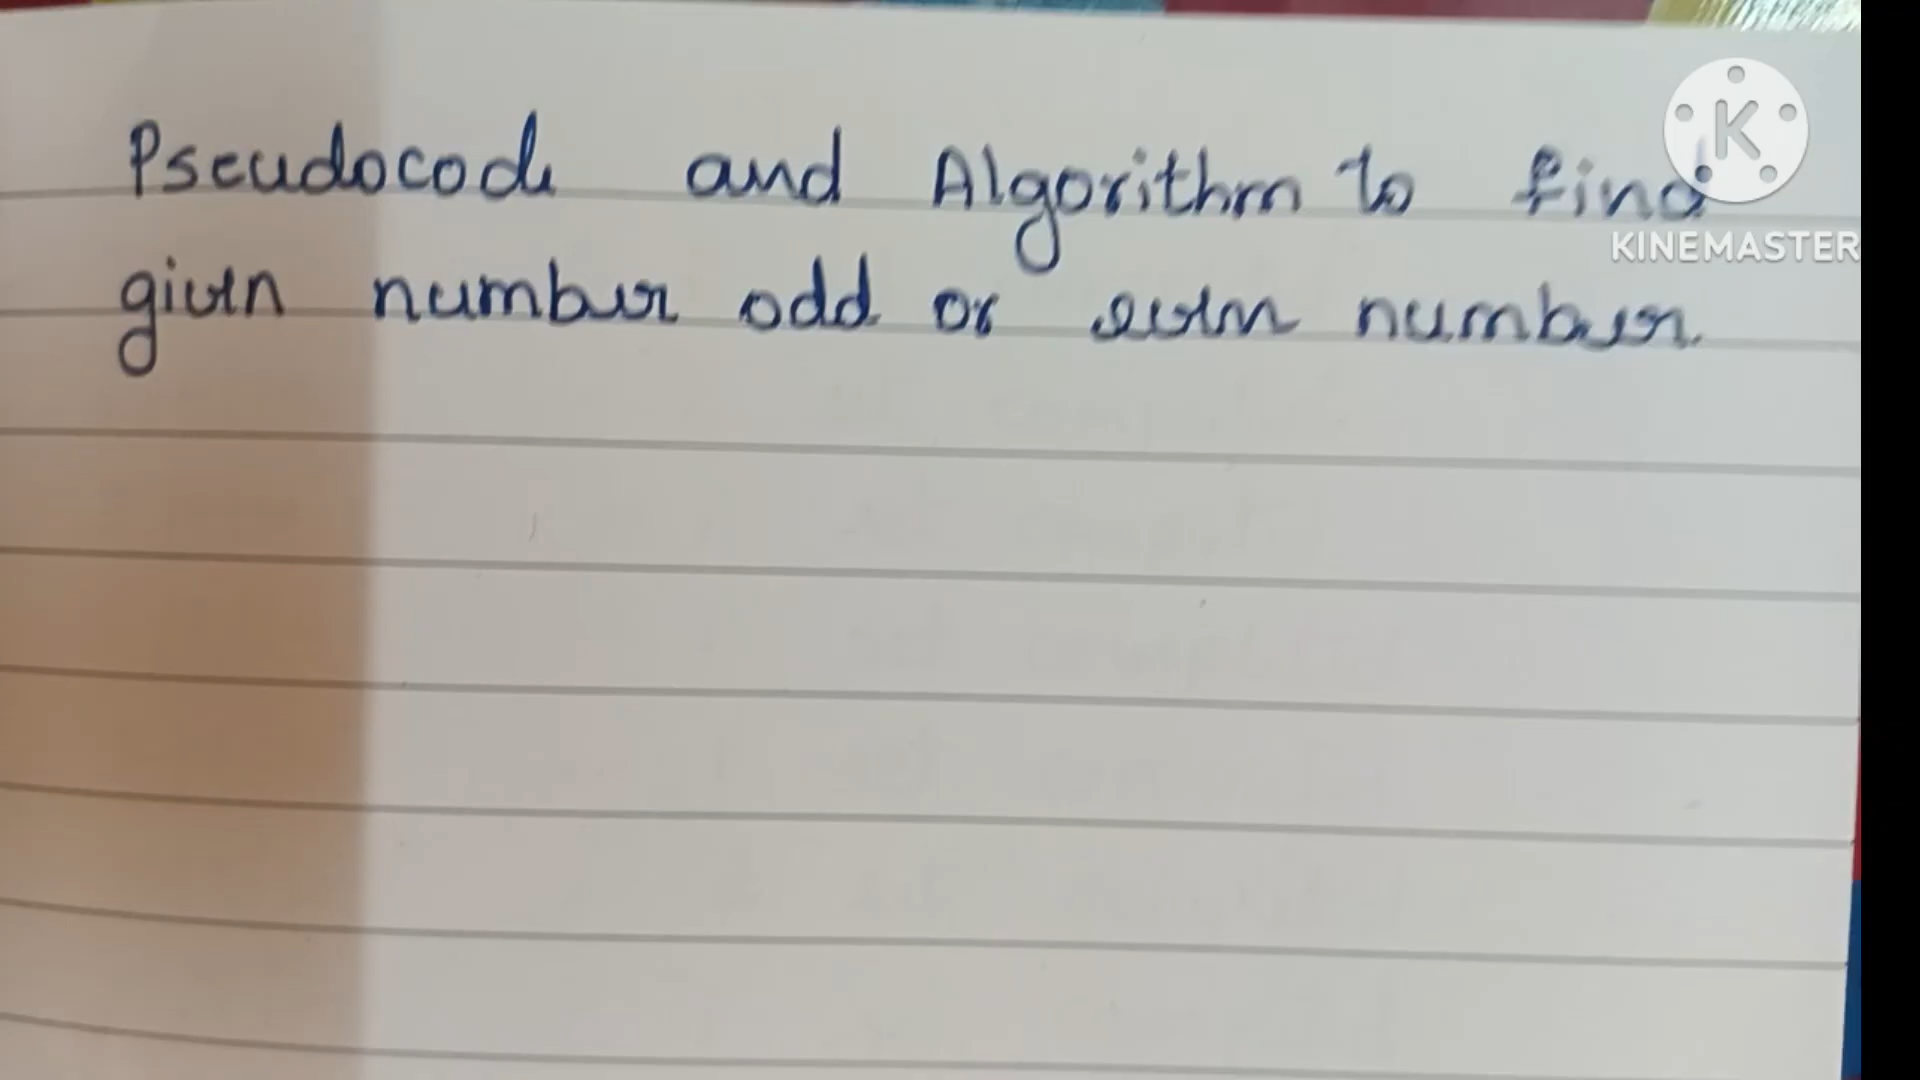 Pseudocode and Algorithm to find
given number odd or even number.
K
KINEMASTER